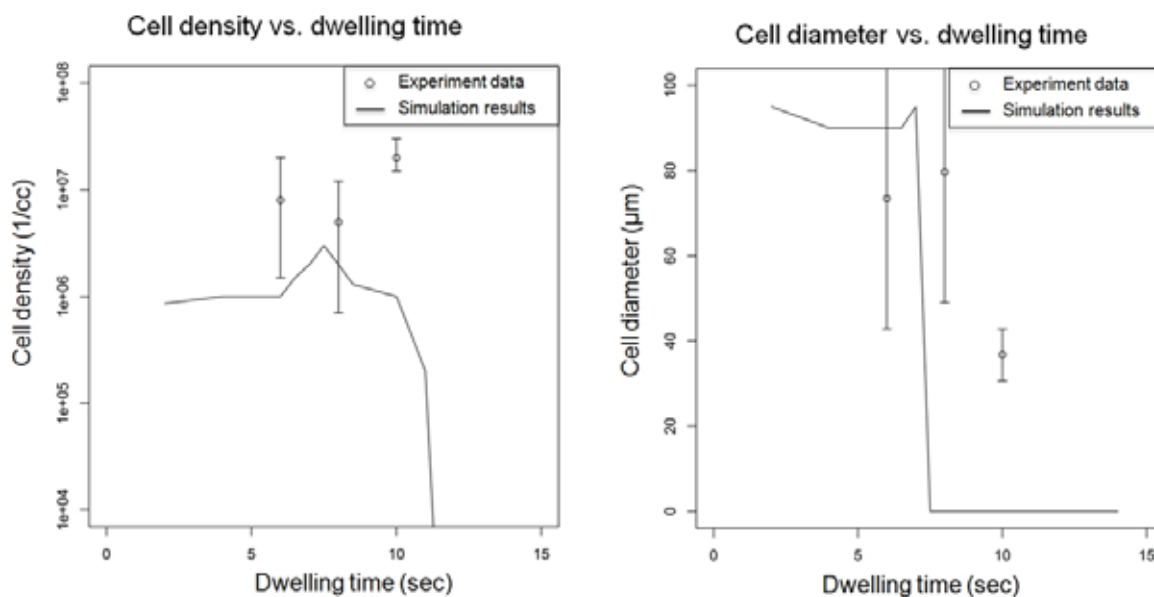 Cell density vs. dwelling time
Experiment data
Simulation results
Cell density (1/cc)
1e+08
1e+07
1e+06
1e+05
1e+04
0 5 10 15
Dwelling time (sec)
Cell diameter vs. dwelling time
Experiment data
Simulation results
Cell diameter (μm)
100
80
60
40
20
0
0 5 10 15
Dwelling time (sec)